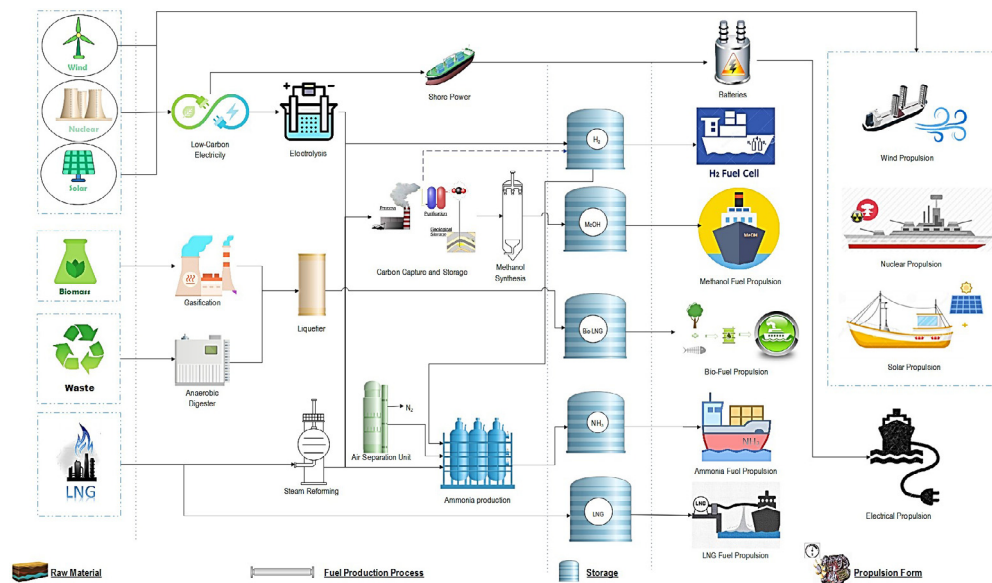 Wind
Nuclear
Solar
Low-Carbon
Electricity
Electrolysis
Shore Power
Batteries
H₂
H2 Fuel Cell
Wind Propulsion
Process
Purification
Geological
Storage
Carbon Capture and Storage
Methanol
Synthesis
MeOH
MeOH
Methanol Fuel Propulsion
Nuclear Propulsion
Biomass
Gasification
Liquefier
Bio-LNG
Bio-Fuel Propulsion
Solar Propulsion
Waste
Anaerobic
Digester
N₂
Air Separation Unit
NH₃
NH₃
Ammonia Fuel Propulsion
LNG
Steam Reforming
Ammonia production
LNG
LNG
LNG Fuel Propulsion
Electrical Propulsion
Raw Material
Fuel Production Process
Storage
Propulsion Form